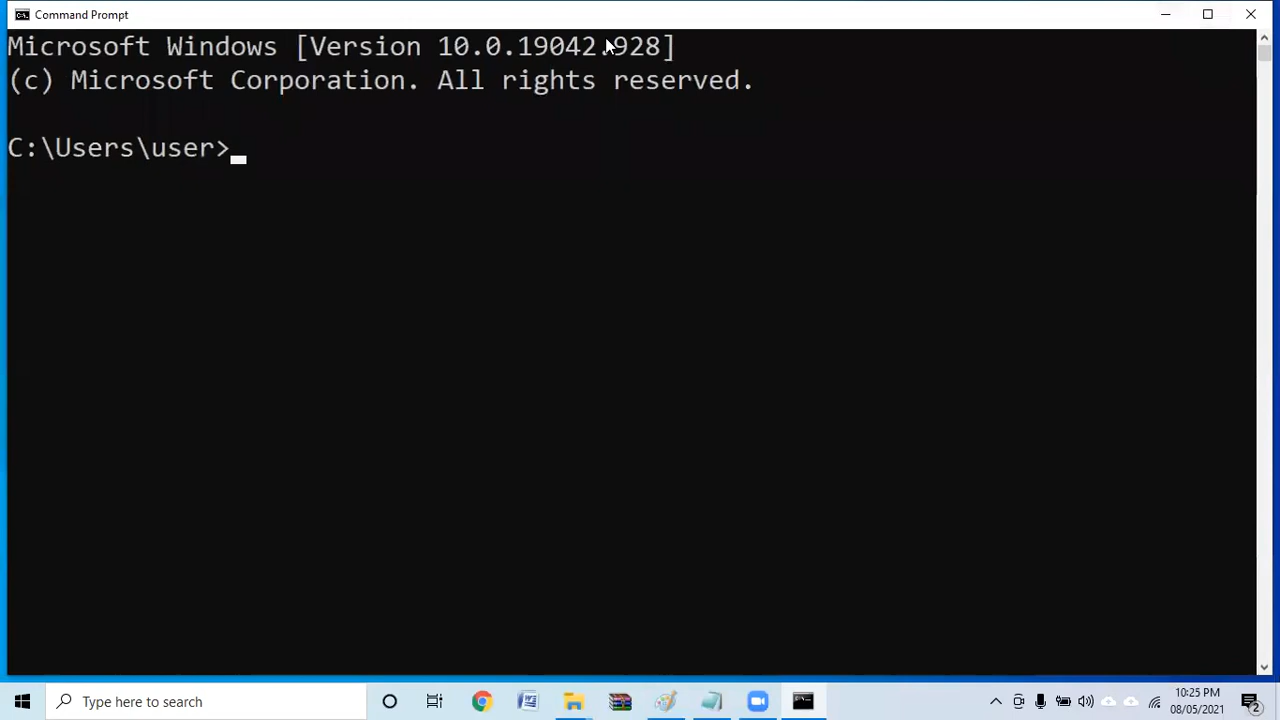 Command Prompt
Microsoft Windows [Version 10.0.19042.928]
(c) Microsoft Corporation. All rights reserved.
C:\Users\user>
Type here to search
10:25 PM
08/05/2021
2